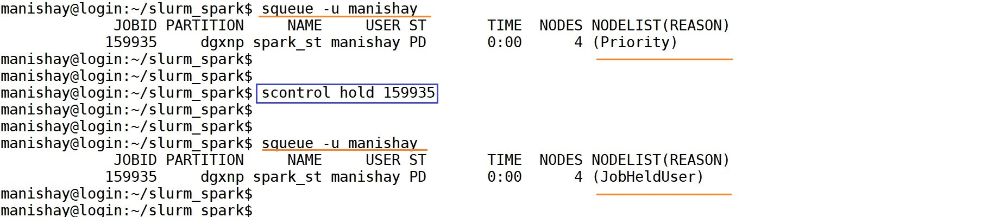 manishay@login:~/slurm_spark$ squeue -u manishay
JOBID PARTITION NAME USER ST TIME NODES NODELIST(REASON)
159935 dgxnp spark_st manishay PD 0:00 4 (Priority)
manishay@login:~/slurm_spark$
manishay@login:~/slurm_spark$
manishay@login:~/slurm_spark$ scontrol hold 159935
manishay@login:~/slurm_spark$
manishay@login:~/slurm_spark$
manishay@login:~/slurm_spark$ squeue -u manishay
JOBID PARTITION NAME USER ST TIME NODES NODELIST(REASON)
159935 dgxnp spark_st manishay PD 0:00 4 (JobHeldUser)
manishay@login:~/slurm_spark$
manishay@login:~/slurm_spark$